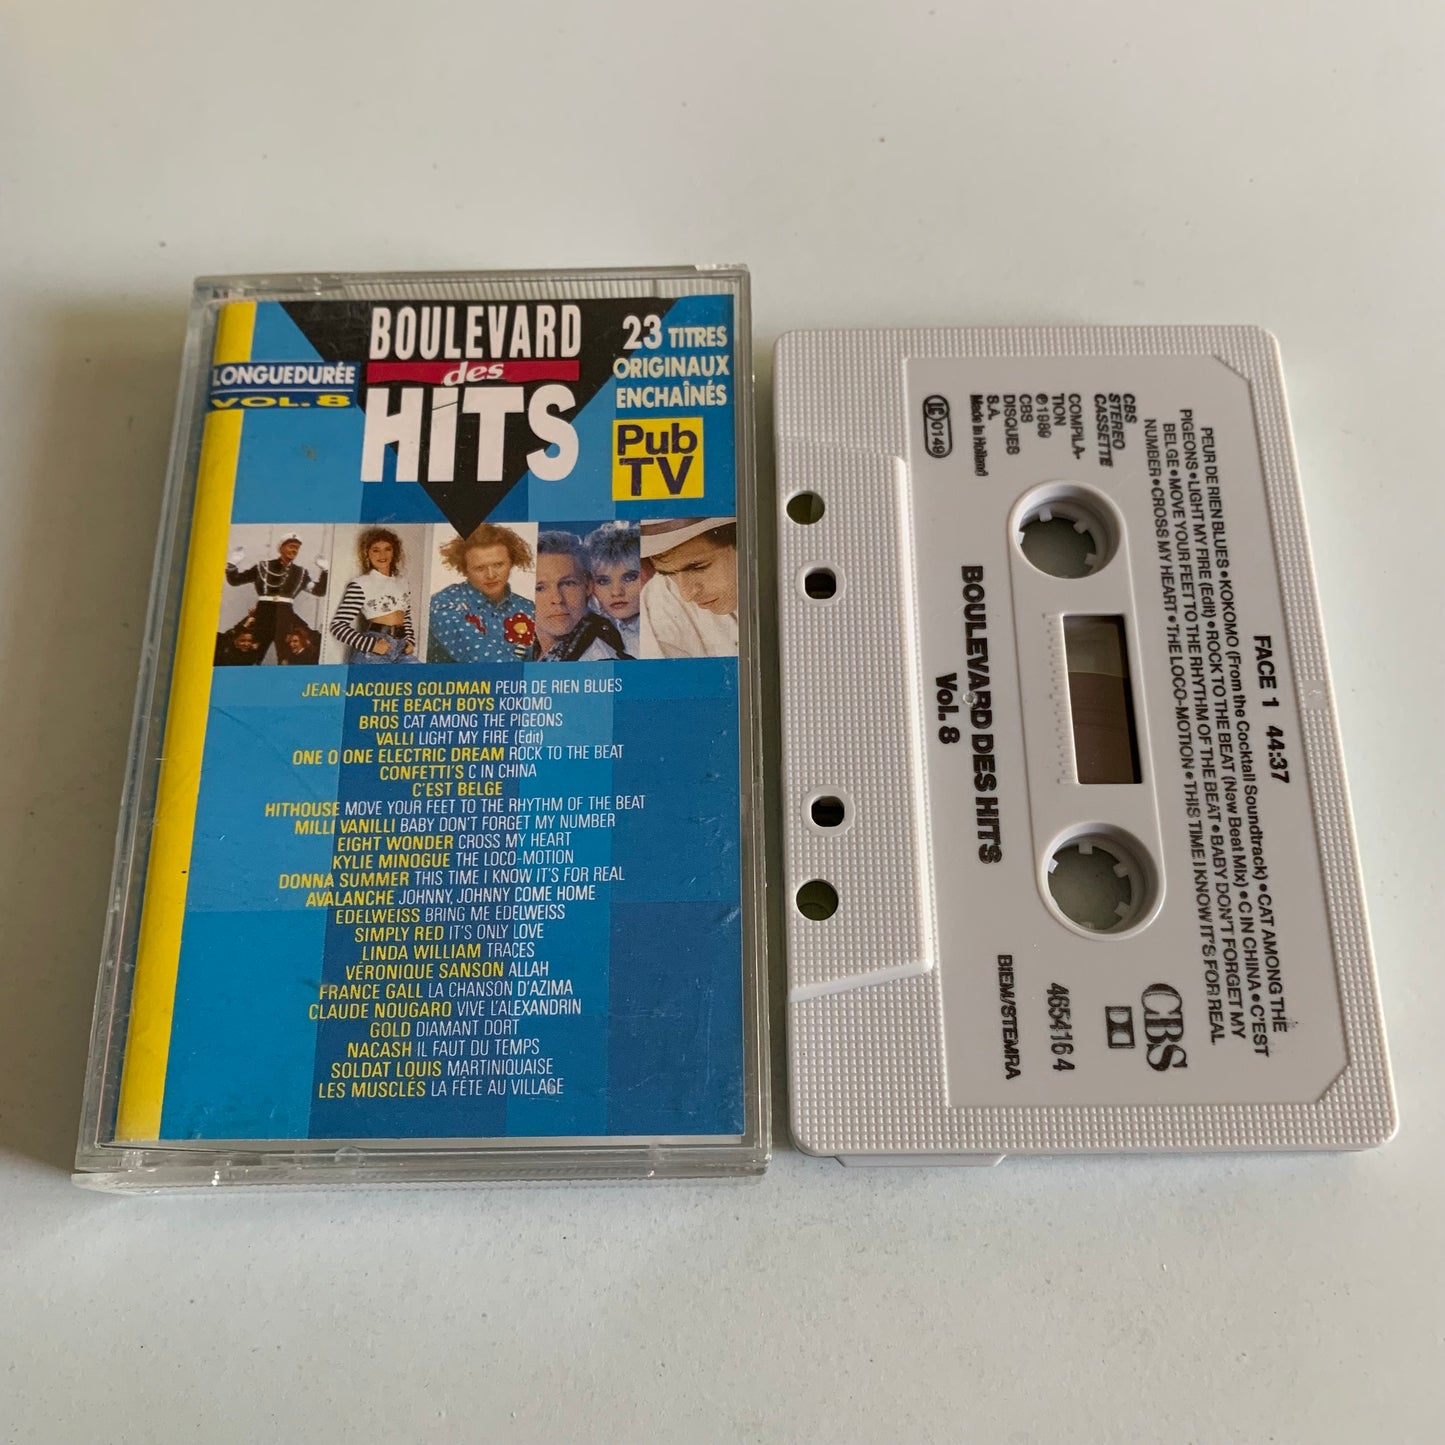 LONGUEDURÉE
VOL.8
BOULEVARD
des
HITS
23 TITRES
ORIGINAUX
ENCHAÎNÉS
Pub
TV
JEAN-JACQUES GOLDMAN PEUR DE RIEN BLUES
THE BEACH BOYS KOKOMO
BROS CAT AMONG THE PIGEONS
VALLI LIGHT MY FIRE (Edit)
ONE O ONE ELECTRIC DREAM ROCK TO THE BEAT
CONFETTI'S C IN CHINA
C'EST BELGE
HITHOUSE MOVE YOUR FEET TO THE RHYTHM OF THE BEAT
MILLI VANILLI BABY DON'T FORGET MY NUMBER
EIGHT WONDER CROSS MY HEART
KYLIE MINOGUE THE LOCO-MOTION
DONNA SUMMER THIS TIME I KNOW IT'S FOR REAL
AVALANCHE JOHNNY, JOHNNY COME HOME
EDELWEISS BRING ME EDELWEISS
SIMPLY RED IT'S ONLY LOVE
LINDA WILLIAM TRACES
VÉRONIQUE SANSON ALLAH
FRANCE GALL LA CHANSON D'AZIMA
CLAUDE NOUGARO VIVE L'ALEXANDRIN
GOLD DIAMANT DORT
NACASH IL FAUT DU TEMPS
SOLDAT LOUIS MARTINIQUAISE
LES MUSCLÉS LA FÊTE AU VILLAGE
FACE 1 44:37
PEUR DE RIEN BLUES • KOKOMO (From the Cocktail Soundtrack) • CAT AMONG THE
PIGEONS • LIGHT MY FIRE (Edit) • ROCK TO THE BEAT (New Beat Mix) • C IN CHINA • C'EST
BELGE • MOVE YOUR FEET TO THE RHYTHM OF THE BEAT • BABY DON'T FORGET MY
NUMBER • CROSS MY HEART • THE LOCO-MOTION • THIS TIME I KNOW IT'S FOR REAL
CBS
STEREO
CASSETTE
COMPILA-
TION
℗ 1989
CBS
DISQUES
S.A.
Made in Holland
IC 0149
CBS
465416 4
BIEM/STEMRA
BOULEVARD DES HITS
Vol. 8